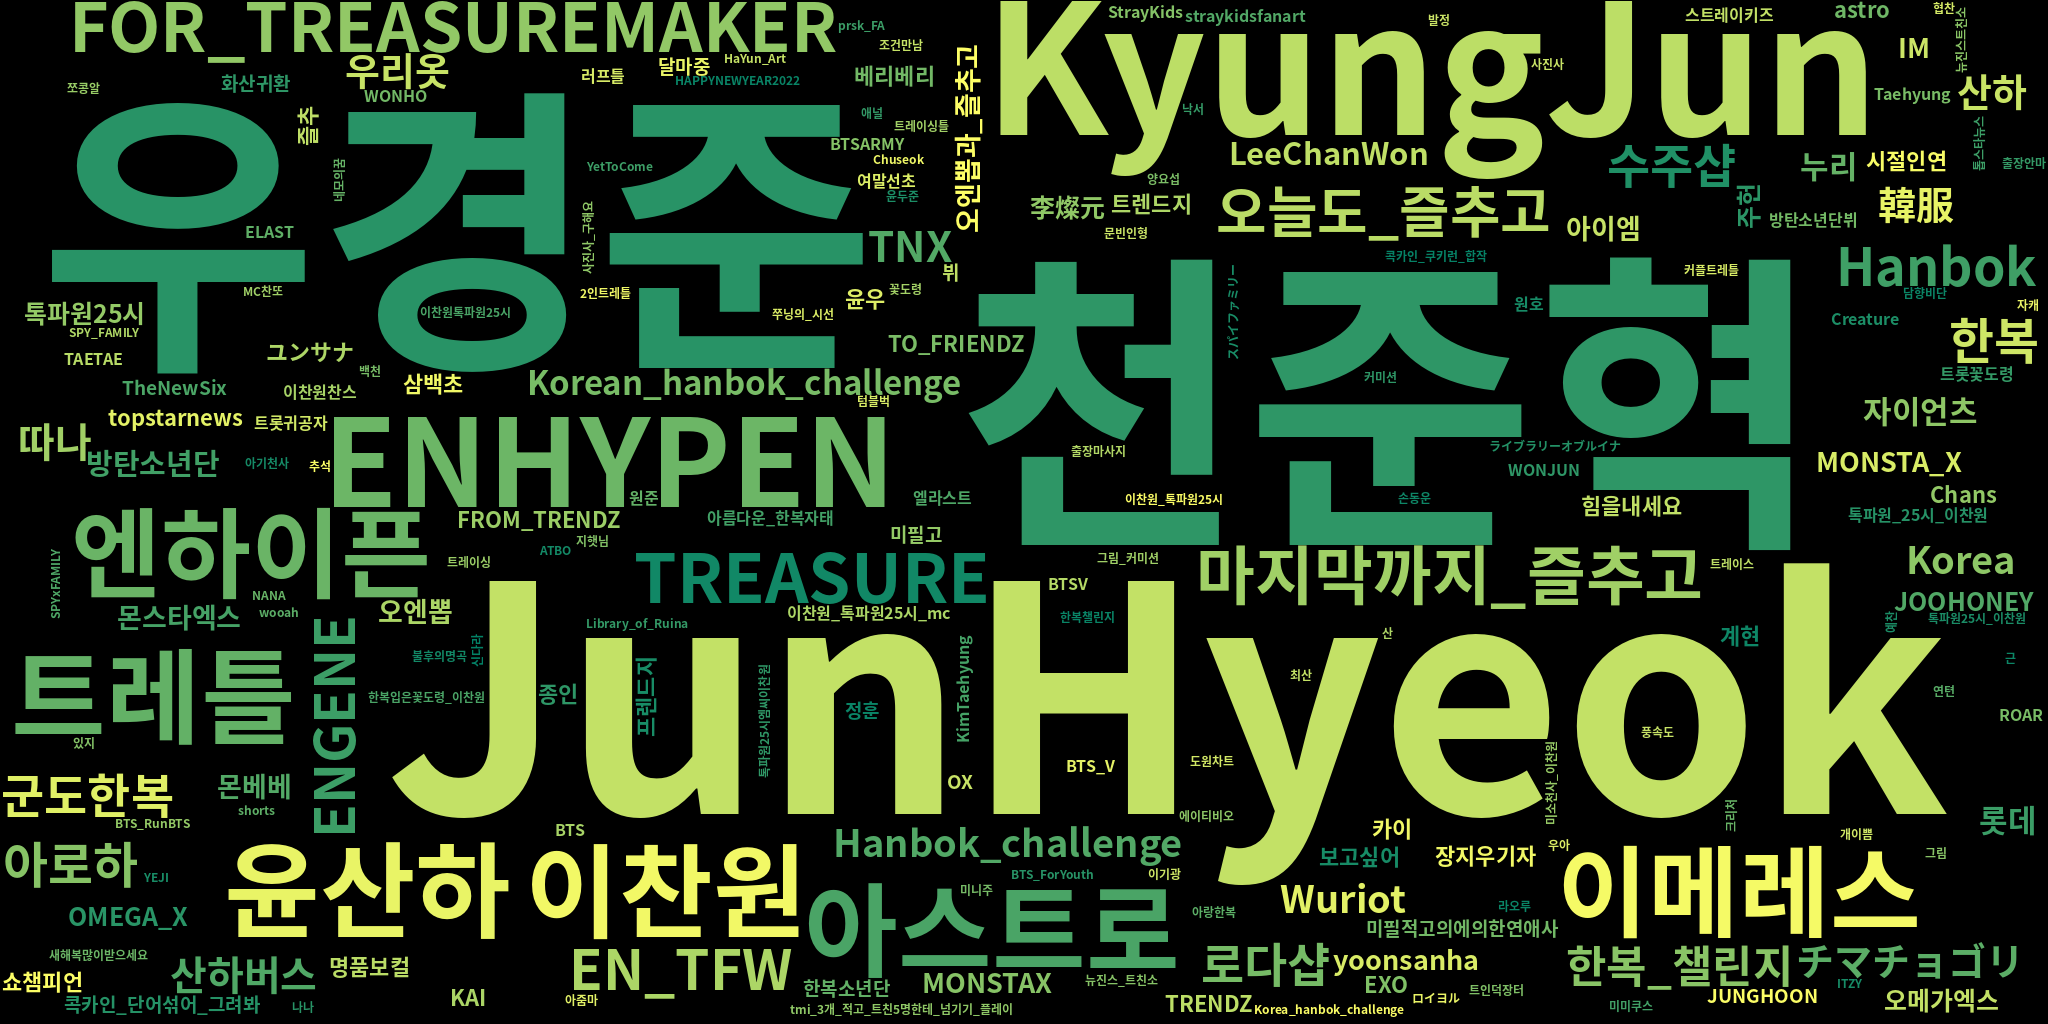 FOR_TREASUREMAKER
prsk_FA
조건만남
KyungJun
StrayKids
straykidsfanart
발정
스트레이키즈
astro
협찬
뉴진스트친소
IM
화산귀환
우리옷
러프틀
달마중
HaYun_Art
HAPPYNEWYEAR2022
베리베리
오엔뽑과_즐추고
사진사
Taehyung
산하
쪼콩알
WONHO
즐추
우경준
애널
트레이싱틀
낙서
BTSARMY
LeeChanWon
수주샵
누리
시절인연
톱스타뉴스
출장안마
네모의꿈
YetToCome
Chuseok
여말선초
윤두준
양요섭
李燦元
트렌드지
오늘도_즐추고
아이엠
주헌
방탄소년단뷔
韓服
ELAST
사진산_구해요
TNX
문빈인형
뷔
콕카인_쿠키런_합작
커플트레틀
Hanbok
MC찬또
2인트레틀
윤우
꽃도령
천준혁
スパイファミリー
원호
담향비단
자캐
톡파원25시
이찬원톡파원25시
쭈닝의_시선
Creature
SPY_FAMILY
TAETAE
ユンサナ
TO_FRIENDZ
한복
백천
커미션
트롯꽃도령
TheNewSix
이찬원찬스
삼백초
Korean_hanbok_challenge
텀블벅
topstarnews
트롯귀공자
ENHYPEN
자이언츠
따나
방탄소년단
아기천사
추석
출장마사지
ライブラリーオブルイナ
WONJUN
MONSTA_X
원준
엘라스트
이찬원_톡파원25시
손동운
힘을내세요
Chans
톡파원_25시_이찬원
엔하이픈
FROM_TRENDZ
아름다운_한복자태
미필고
지햇님
ATBO
트레이싱
TREASURE
그림_커미션
마지막까지_즐추고
트레이스
Korea
SPYxFAMILY
NANA
wooah
BTSV
JOOHONEY
몬스타엑스
오엔뽑
이찬원_톡파원25시_mc
한복챌린지
예찬
톡파원25시_이찬원
Library_of_Ruina
ENGENE
JunHyeok
산
계현
트레틀
불후의명곡
신다라
프렌드지
KimTaehyung
근
최산
한복입은꽃도령_이찬원
종인
톡파원25시엠씨이찬원
정훈
연텬
ROAR
있지
풍속도
BTS_V
도원차트
미소천사_이찬원
군도한복
몬베베
OX
shorts
BTS_RunBTS
BTS
에이티비오
크리처
롯데
Hanbok_challenge
카이
개이쁨
아로하
YEJI
윤산하
이찬원
보고싶어
장지우기자
우아
이메레스
그림
BTS_ForYouth
이기광
미니주
아스트로
Wuriot
라오루
OMEGA_X
아랑한복
미필적고의에의한연애사
새해복많이받으세요
산하버스
명품보컬
EN_TFW
로다샵
yoonsanha
한복_챌린지
チマチョゴリ
쇼챔피언
한복소년단
MONSTAX
뉴진스_트친소
EXO
ITZY
콕카인_단어섞어_그려봐
나나
KAI
아줌마
tmi_3개_적고_트친5명한테_넘기기_플레이
TRENDZ
Korea_hanbok_challenge
ロイヨル
트인덕장터
미미쿠스
JUNGHOON
오메가엑스